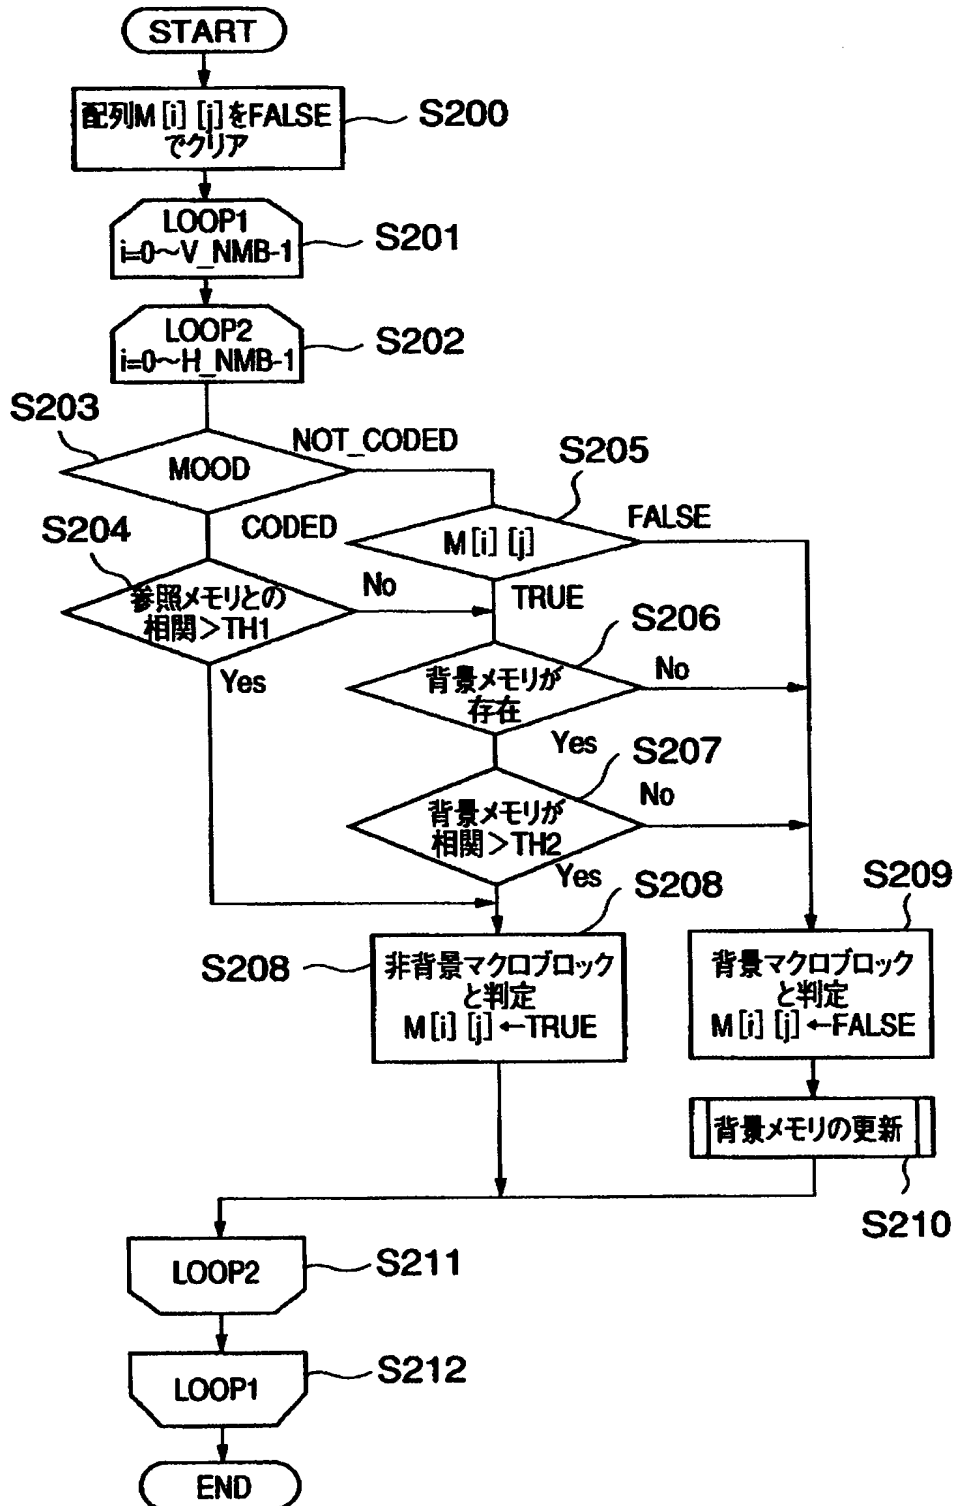 START
配列M [i] [j]をFALSE
でクリア
S200
LOOP1
i=0～V_NMB-1
S201
LOOP2
i=0～H_NMB-1
S202
S203
MOOD
NOT_CODED
CODED
S205
M[i] [j]
FALSE
TRUE
S204
参照メモリとの
相関＞TH1
No
Yes
S206
背景メモリが
存在
No
Yes
S207
背景メモリが
相関＞TH2
No
Yes
S208
S208
非背景マクロブロック
と判定
M[i] [j]←TRUE
S209
背景マクロブロック
と判定
M[i] [j]←FALSE
背景メモリの更新
S210
LOOP2
S211
LOOP1
S212
END